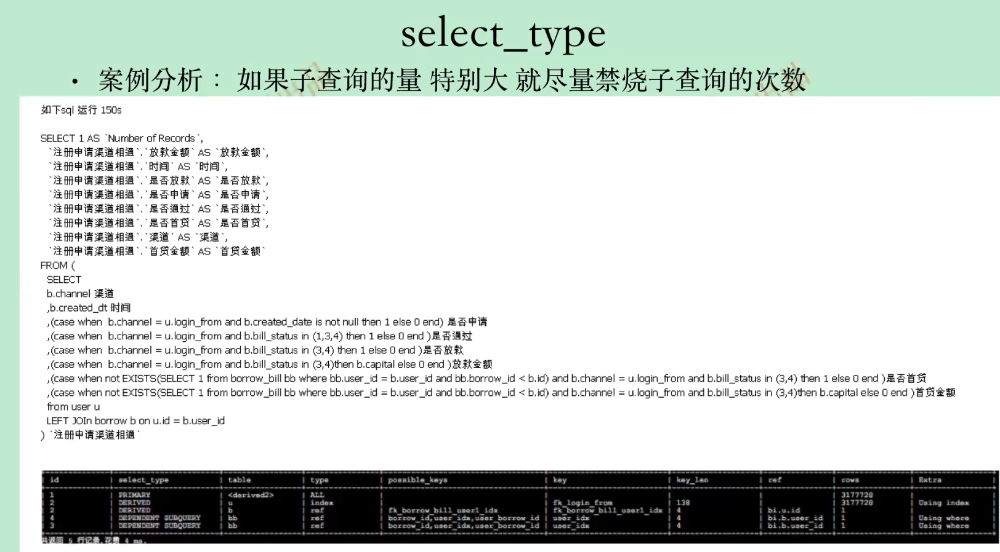 select_type
• 案例分析： 如果子查询的量 特别大 就尽量禁烧子查询的次数
如下sql 运行 150s
SELECT 1 AS `Number of Records`,
`注册申请渠道相通`.`放款金额` AS `放款金额`,
`注册申请渠道相通`.`时间` AS `时间`,
`注册申请渠道相通`.`是否放款` AS `是否放款`,
`注册申请渠道相通`.`是否申请` AS `是否申请`,
`注册申请渠道相通`.`是否通过` AS `是否通过`,
`注册申请渠道相通`.`是否首贷` AS `是否首贷`,
`注册申请渠道相通`.`渠道` AS `渠道`,
`注册申请渠道相通`.`首贷金额` AS `首贷金额`
FROM (
SELECT
b.channel 渠道
,b.created_dt 时间
,(case when b.channel = u.login_from and b.created_date is not null then 1 else 0 end) 是否申请
,(case when b.channel = u.login_from and b.bill_status in (1,3,4) then 1 else 0 end )是否通过
,(case when b.channel = u.login_from and b.bill_status in (3,4) then 1 else 0 end )是否放款
,(case when b.channel = u.login_from and b.bill_status in (3,4)then b.capital else 0 end )放款金额
,(case when not EXISTS(SELECT 1 from borrow_bill bb where bb.user_id = b.user_id and bb.borrow_id < b.id) and b.channel = u.login_from and b.bill_status in (3,4) then 1 else 0 end )是否首贷
,(case when not EXISTS(SELECT 1 from borrow_bill bb where bb.user_id = b.user_id and bb.borrow_id < b.id) and b.channel = u.login_from and b.bill_status in (3,4)then b.capital else 0 end )首贷金额
from user u
LEFT JOIn borrow b on u.id = b.user_id
) `注册申请渠道相通`
| id | select_type | table | type | possible_keys | key | key_len | ref | rows | Extra |
| 1 | PRIMARY | <derived2> | ALL | | | | | 3177728 | |
| 2 | DERIVED | u | index | | fk_login_from | 138 | | 3177728 | Using index |
| 2 | DERIVED | b | ref | fk_borrow_bill_user1_idx | fk_borrow_bill_user1_idx | 4 | bi.u.id | 1 | |
| 4 | DEPENDENT SUBQUERY | bb | ref | borrow_id,user_idx,user_borrow_id | user_idx | 4 | bi.b.user_id | 1 | Using where |
| 3 | DEPENDENT SUBQUERY | bb | ref | borrow_id,user_idx,user_borrow_id | user_idx | 4 | bi.b.user_id | 1 | Using where |
共返回 5 行记录,花费 4 ms.